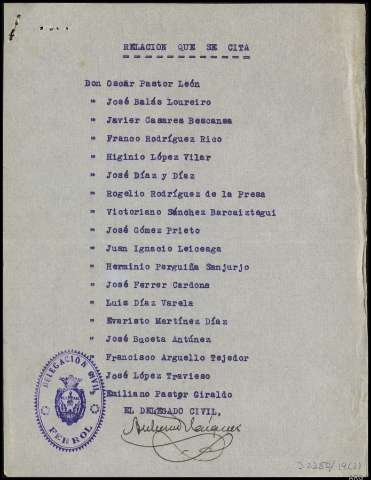 RELACION QUE SE CITA
Don Oscar Pastor León
" José Balás Loureiro
" Javier Casares Bescansa
" Franco Rodríguez Rico
" Higinio López Vilar
" José Díaz y Díaz
" Rogelio Rodríguez de la Presa
" Victoriano Sánchez Barcaiztegui
" José Gómez Prieto
" Juan Ignacio Leiceaga
" Herminio Perguiña Sanjurjo
" José Ferrer Cardona
" Luis Díaz Varela
" Evaristo Martínez Díaz
" José Buceta Antúnez
" Francisco Arguello Tejedor
José López Travieso
Emiliano Pastor Giraldo
EL DELEGADO CIVIL,
DELEGACIÓN CIVIL
FERROL